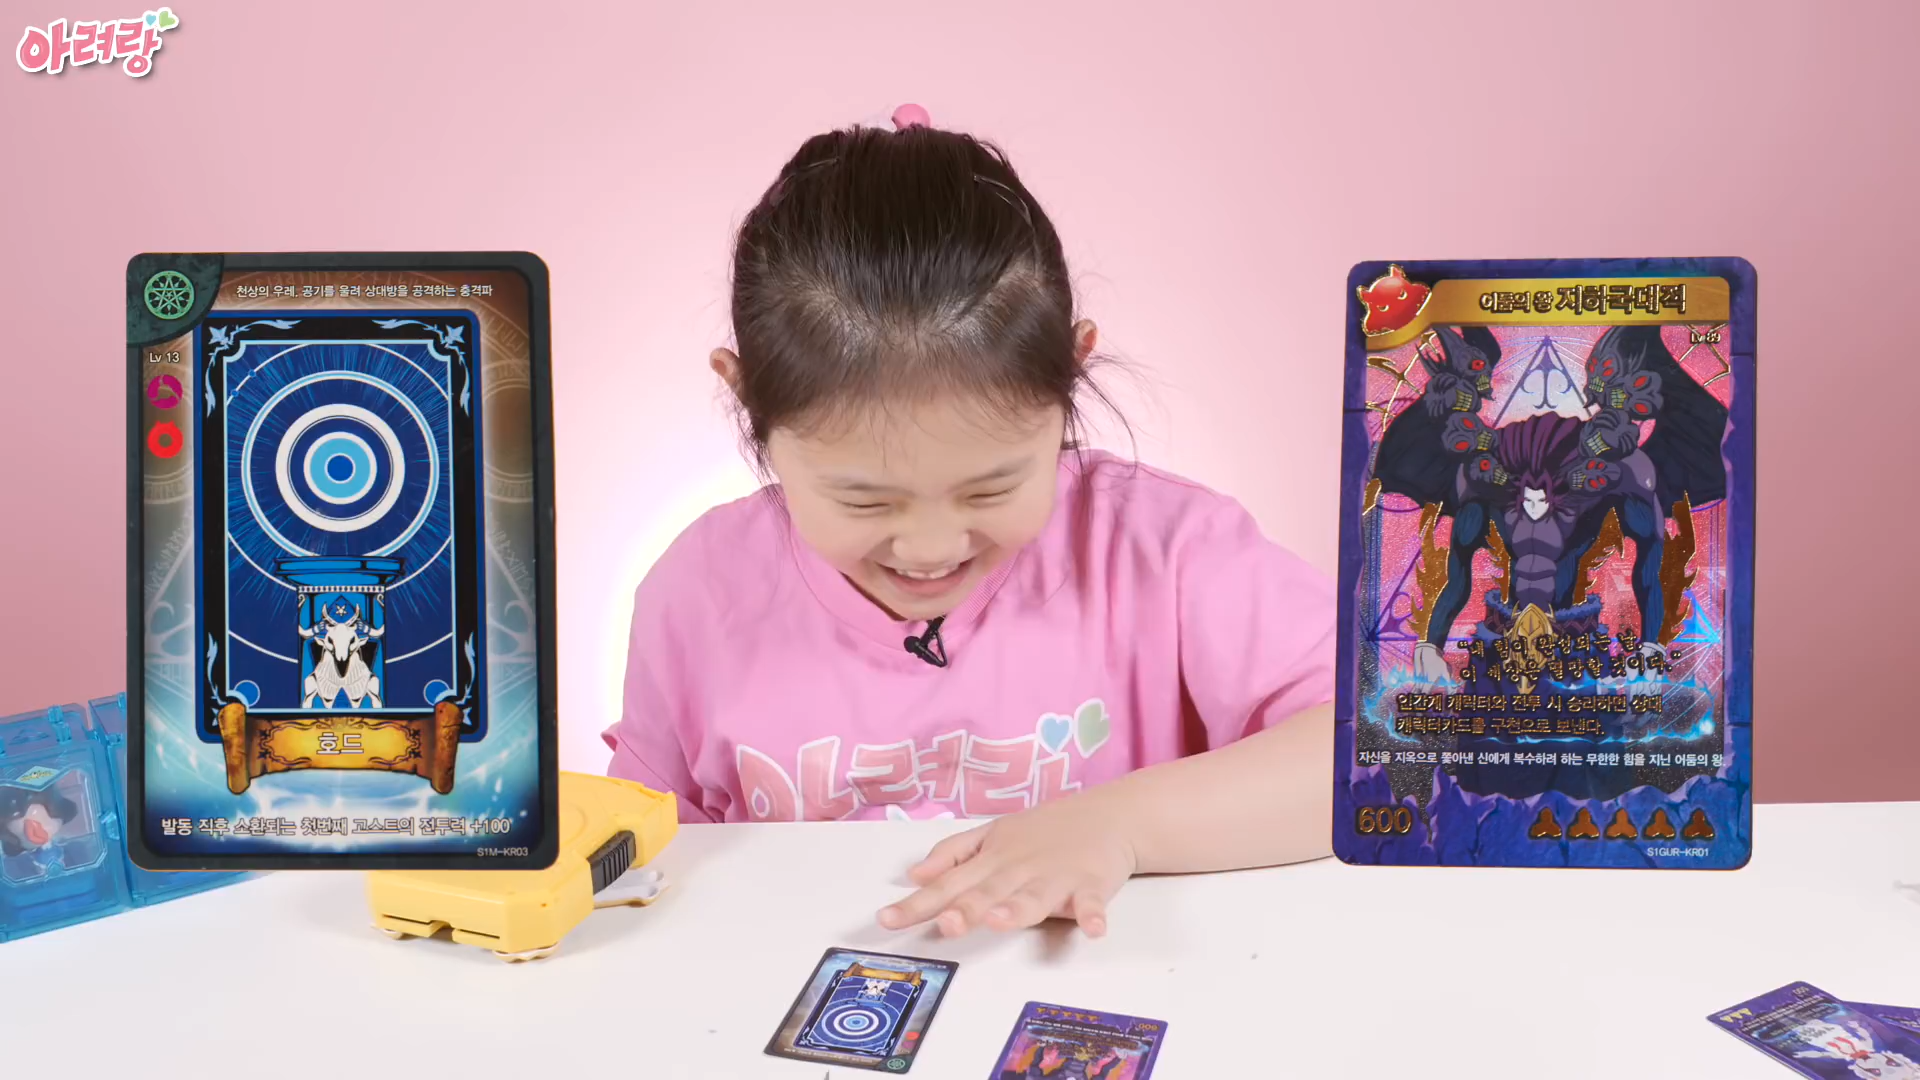 아려랑
천상의 우레, 공기를 울려 상대방을 공격하는 충격파
Lv 13
호드
발동 직후 소환되는 첫번째 고스트의 전투력 +100
S1M-KR03
어둠의 왕 지하국대적
Lv 89
"내 힘이 완성되는 날,
이 세상은 멸망할 것이다."
인간계 캐릭터와 전투 시 승리하면 상대
캐릭터카드를 구천으로 보낸다.
자신을 지옥으로 쫓아낸 신에게 복수하려 하는 무한한 힘을 지닌 어둠의 왕.
600
S1GUR-KR01
아려라
600